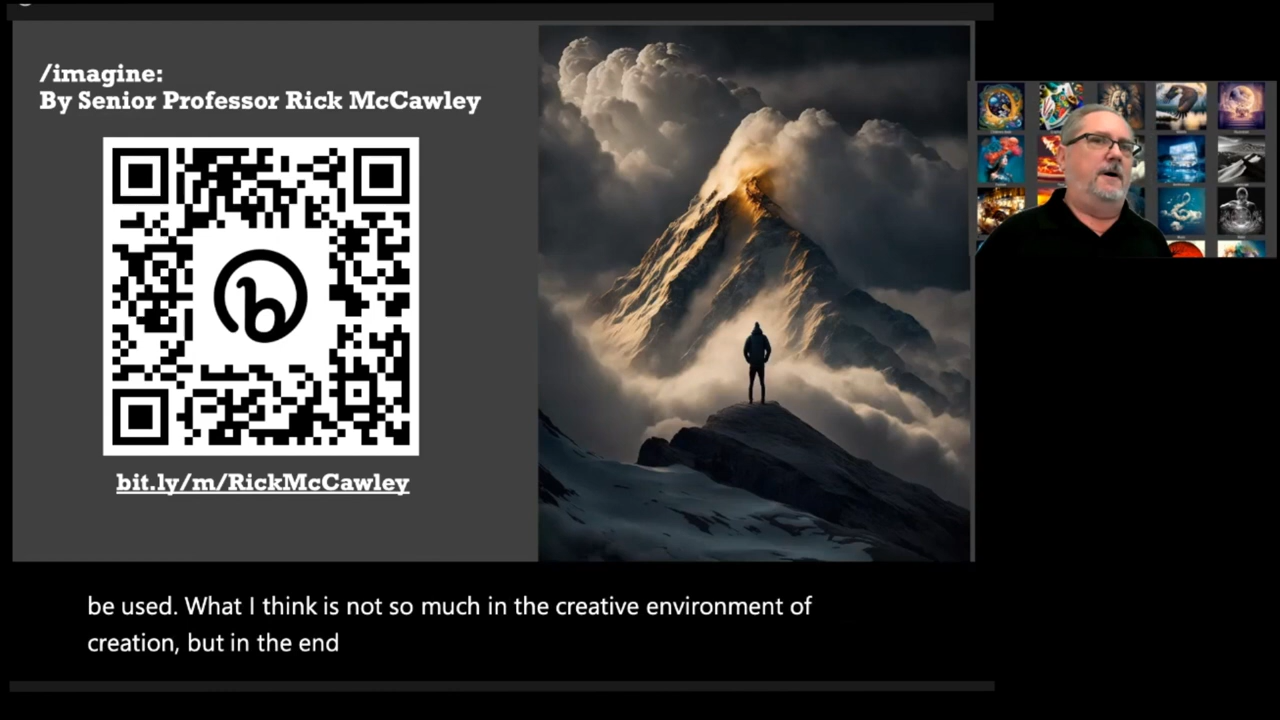 /imagine:
By Senior Professor Rick McCawley
bit.ly/m/RickMcCawley
be used. What I think is not so much in the creative environment of
creation, but in the end